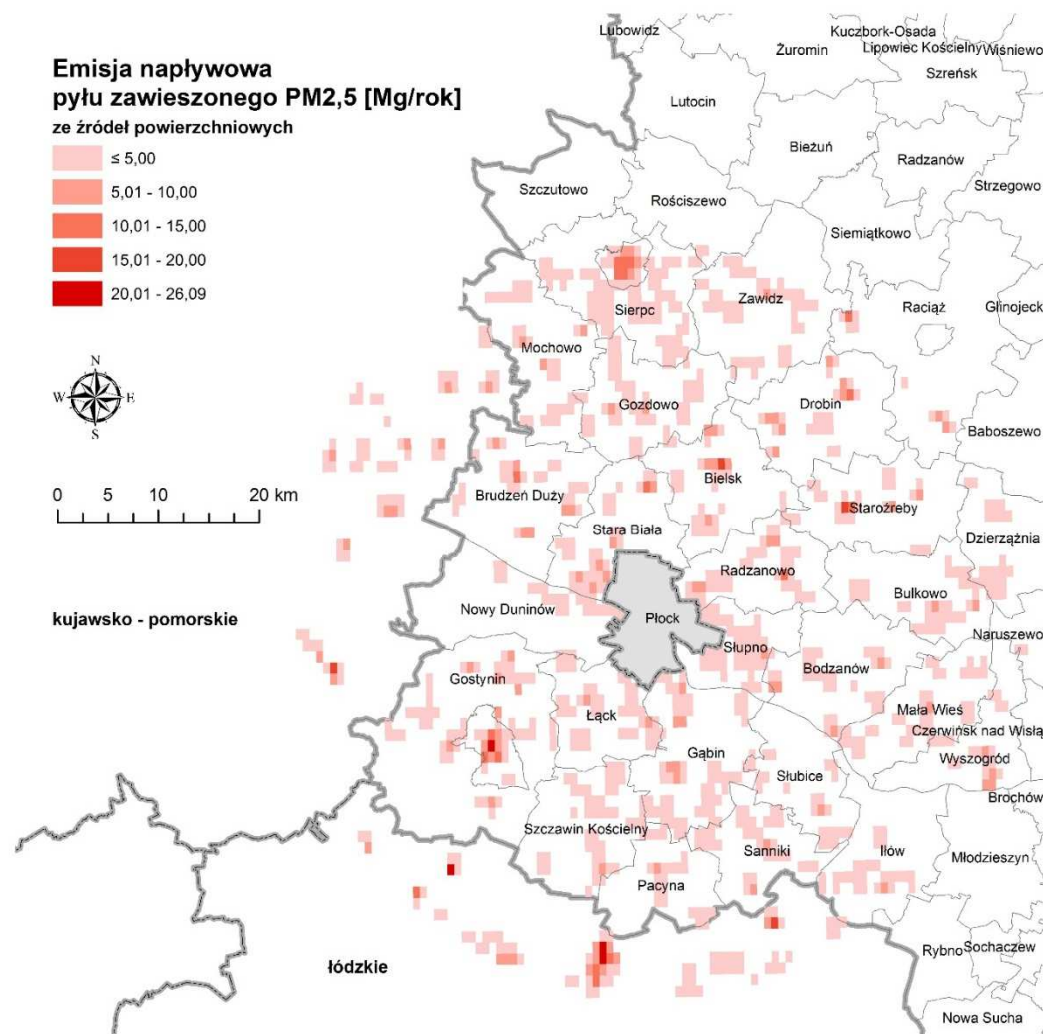 Emisja napływowa
pyłu zawieszonego PM2,5 [Mg/rok]
ze źródeł powierzchniowych
≤ 5,00
5,01 - 10,00
10,01 - 15,00
15,01 - 20,00
20,01 - 26,09
N
W E
S
0 5 10 20 km
kujawsko - pomorskie
łódzkie
Lubowidz
Kuczbork-Osada
Żuromin
Lipowiec Kościelny
Wiśniewo
Szreńsk
Lutocin
Bieżuń
Radzanów
Strzegowo
Szczutowo
Rościszewo
Siemiątkowo
Sierpc
Zawidz
Raciąż
Glinojeck
Mochowo
Gozdowo
Drobin
Baboszewo
Brudzeń Duży
Bielsk
Staroźreby
Stara Biała
Dzierzążnia
Radzanowo
Bulkowo
Nowy Duninów
Płock
Słupno
Naruszewo
Bodzanów
Gostynin
Łąck
Mała Wieś
Czerwińsk nad Wisłą
Gąbin
Wyszogród
Słubice
Brochów
Szczawin Kościelny
Sanniki
Iłów
Młodzieszyn
Pacyna
Rybno
Sochaczew
Nowa Sucha